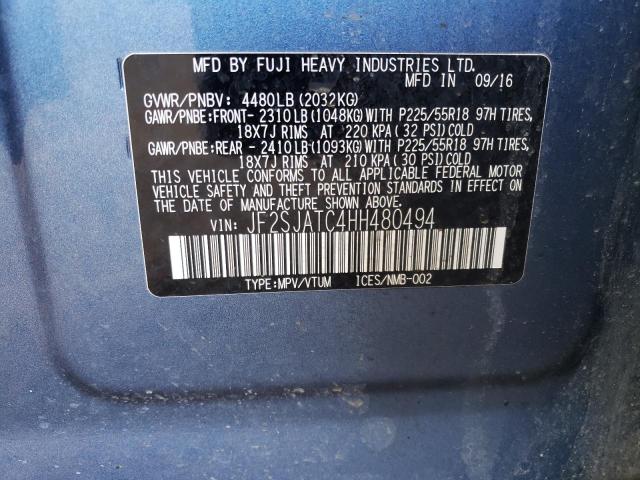 MFD BY FUJI HEAVY INDUSTRIES LTD.
MFD IN 09/16
GVWR/PNBV: 4480LB(2032KG)
GAWR/PNBE:FRONT- 2310LB(1048KG)WITH P225/55R18 97H TIRES,
18X7J RIMS AT 220 KPA(32 PSI)COLD
GAWR/PNBE:REAR - 2410LB(1093KG)WITH P225/55R18 97H TIRES,
18X7J RIMS AT 210 KPA(30 PSI)COLD
THIS VEHICLE CONFORMS TO ALL APPLICABLE FEDERAL MOTOR
VEHICLE SAFETY AND THEFT PREVENTION STANDARDS IN EFFECT
ON THE DATE OF MANUFACTURE SHOWN ABOVE.
VIN: JF2SJATC4HH480494
TYPE:MPV/VTUM ICES/NMB-002